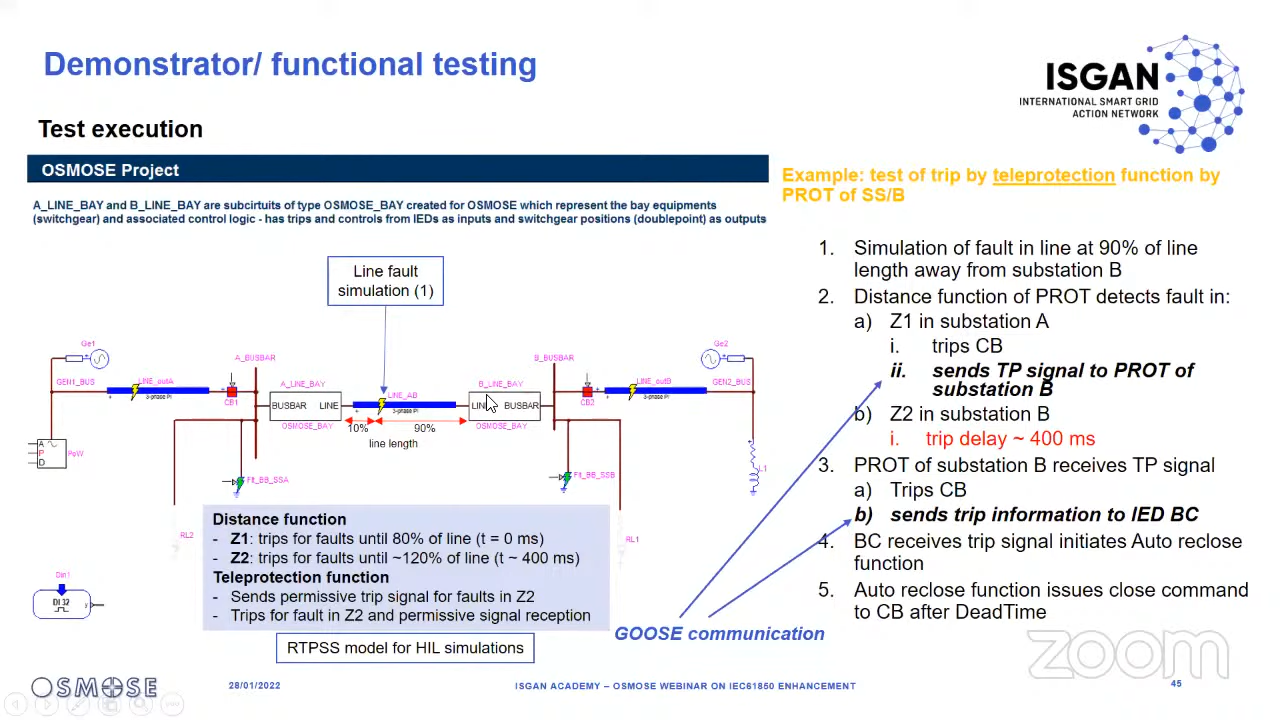 Demonstrator/ functional testing
ISGAN
INTERNATIONAL SMART GRID
ACTION NETWORK
Test execution
OSMOSE Project
A_LINE_BAY and B_LINE_BAY are subcirtuits of type OSMOSE_BAY created for OSMOSE which represent the bay equipments
(switchgear) and associated control logic - has trips and controls from IEDs as inputs and switchgear positions (doublepoint) as outputs
Line fault
simulation (1)
Ge1
A_BUSBAR
B_BUSBAR
Ge2
GEN1_BUS
LINE_outA
3-phase PI
CB1
A_LINE_BAY
BUSBAR LINE
OSMOSE_BAY
LINE_AB
3-phase PI
B_LINE_BAY
LINE BUSBAR
OSMOSE_BAY
CB2
LINE_outB
3-phase PI
GEN2_BUS
10%
90%
line length
A
P
D
PoW
Flt_BB_SSA
Flt_BB_SSB
L1
RL2
RL1
Din1
DI 32
y
Distance function
- Z1: trips for faults until 80% of line (t = 0 ms)
- Z2: trips for faults until ~120% of line (t ~ 400 ms)
Teleprotection function
- Sends permissive trip signal for faults in Z2
- Trips for fault in Z2 and permissive signal reception
RTPSS model for HIL simulations
Example: test of trip by teleprotection function by
PROT of SS/B
1. Simulation of fault in line at 90% of line
length away from substation B
2. Distance function of PROT detects fault in:
a) Z1 in substation A
i. trips CB
ii. sends TP signal to PROT of
substation B
b) Z2 in substation B
i. trip delay ~ 400 ms
3. PROT of substation B receives TP signal
a) Trips CB
b) sends trip information to IED BC
4. BC receives trip signal initiates Auto reclose
function
5. Auto reclose function issues close command
to CB after DeadTime
GOOSE communication
zoom
OSMOSE
28/01/2022
ISGAN ACADEMY – OSMOSE WEBINAR ON IEC61850 ENHANCEMENT
45